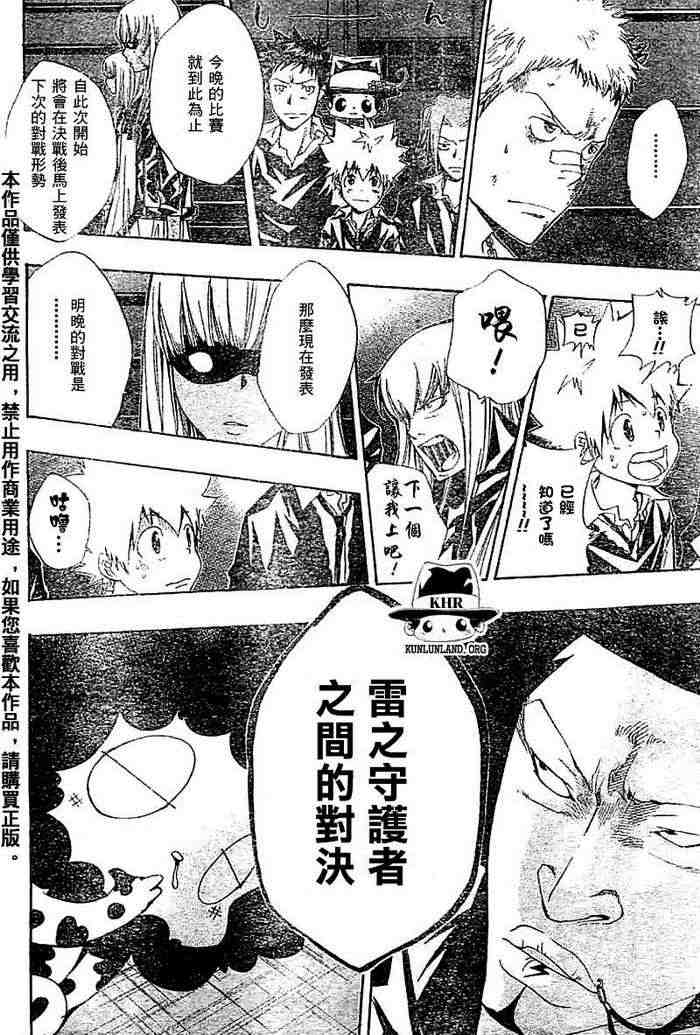 しーん
………
今晚的比賽
就到此為止
自此次開始
將會在決戰後馬上發表
下次的對戰形勢
誒…!!
已
已經
知道了嗎
~~~~!!
喂！
下一個
讓我上吧！
那麼現在發表
明晚的對戰是
………
咕嚕…
KHR
KUNLUNLAND.ORG
雷之守護者
之間的對決
本作品僅供學習交流之用，禁止用作商業用途，如果您喜歡本作品，請購買正版。